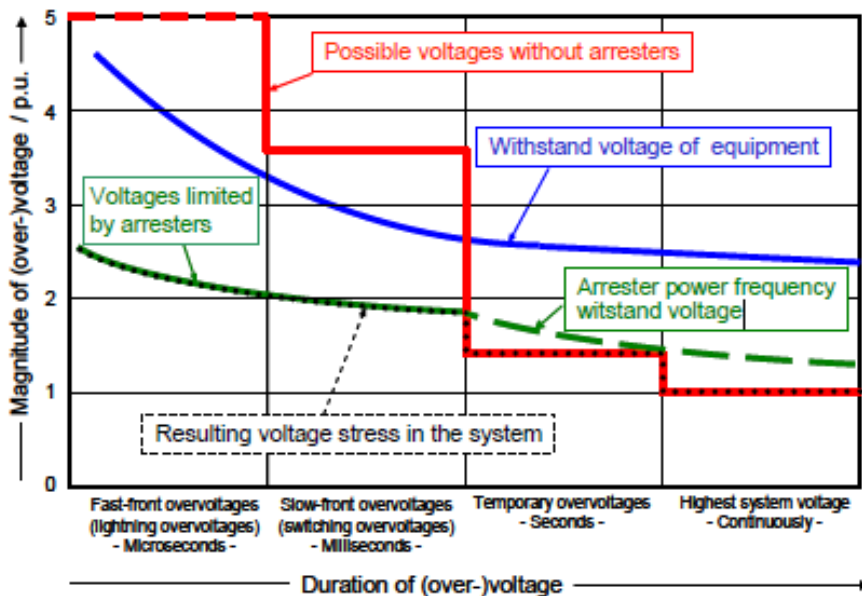 5
Possible voltages without arresters
4
Withstand voltage of equipment
3
Voltages limited
by arresters
2
Arrester power frequency
witstand voltage
1
Resulting voltage stress in the system
0
Magnitude of (over-)voltage / p.u.
Fast-front overvoltages
(lightning overvoltages)
- Microseconds -
Slow-front overvoltages
(switching overvoltages)
- Milliseconds -
Temporary overvoltages
- Seconds -
Highest system voltage
- Continuously -
Duration of (over-)voltage